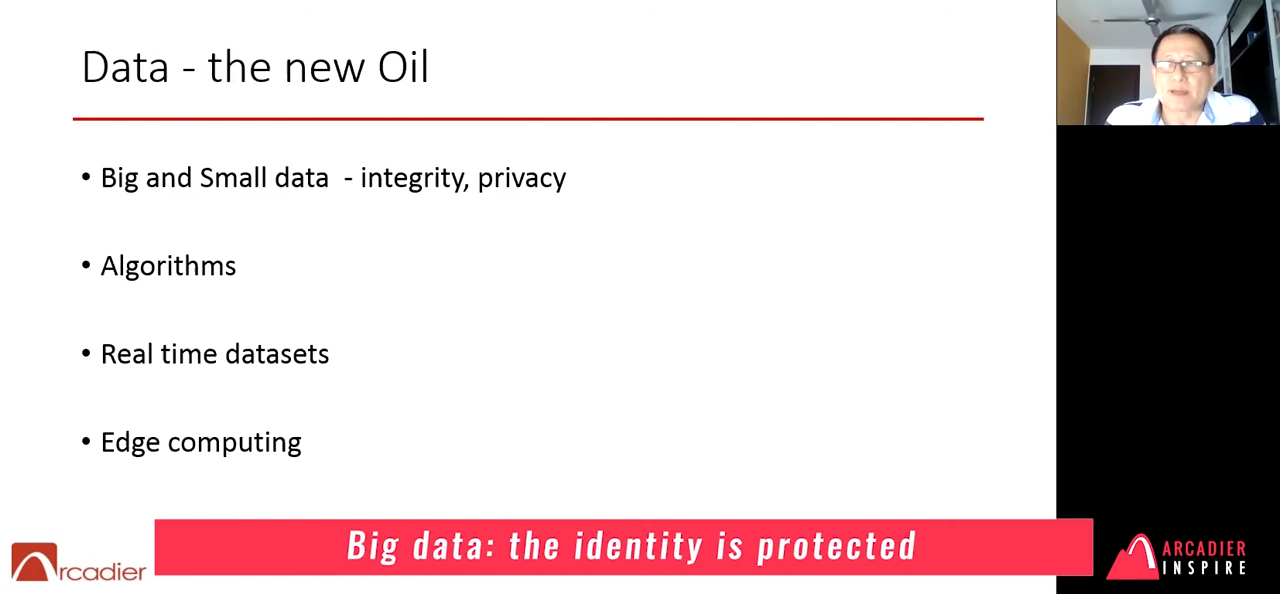 Data - the new Oil
• Big and Small data - integrity, privacy
• Algorithms
• Real time datasets
• Edge computing
Big data: the identity is protected
rcadier
ARCADIER
INSPIRE